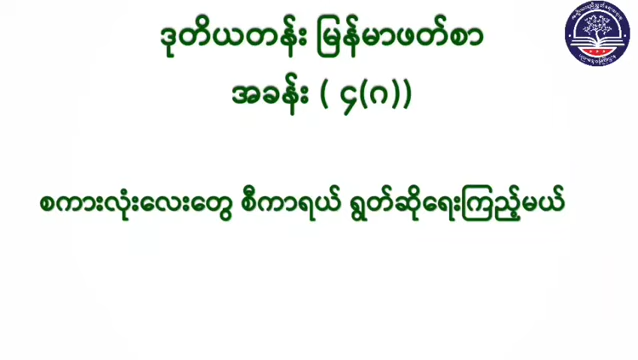 ဒုတိယတန်း မြန်မာဖတ်စာ
အခန်း ( ၄(ဂ))
စကားလုံးလေးတွေ စီကာရယ် ရွတ်ဆိုရေးကြည့်မယ်